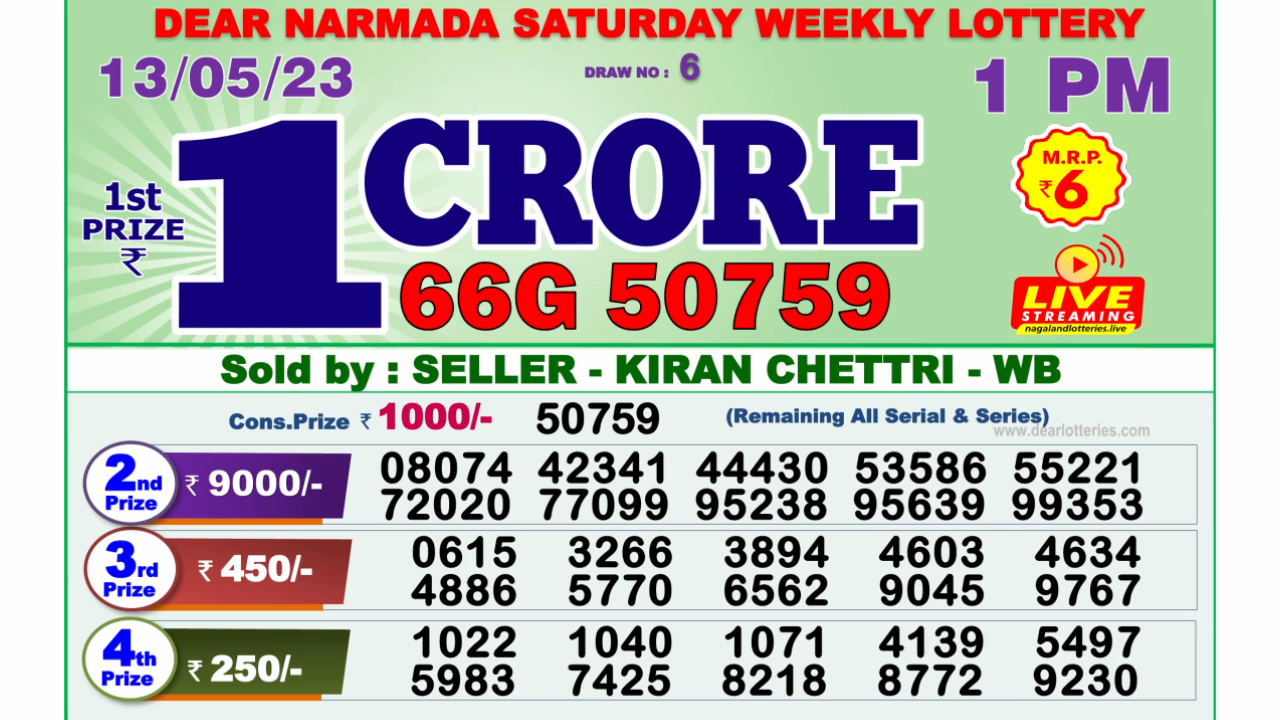 DEAR NARMADA SATURDAY WEEKLY LOTTERY
13/05/23
DRAW NO : 6
1 PM
1st
PRIZE
₹
1 CRORE
66G 50759
M.R.P.
₹6
LIVE
STREAMING
nagalandlotteries.live
Sold by : SELLER - KIRAN CHETTRI - WB
Cons.Prize ₹ 1000/- 50759 (Remaining All Serial & Series)
www.dearlotteries.com
2nd Prize ₹ 9000/-
08074 42341 44430 53586 55221
72020 77099 95238 95639 99353
3rd Prize ₹ 450/-
0615 3266 3894 4603 4634
4886 5770 6562 9045 9767
4th Prize ₹ 250/-
1022 1040 1071 4139 5497
5983 7425 8218 8772 9230